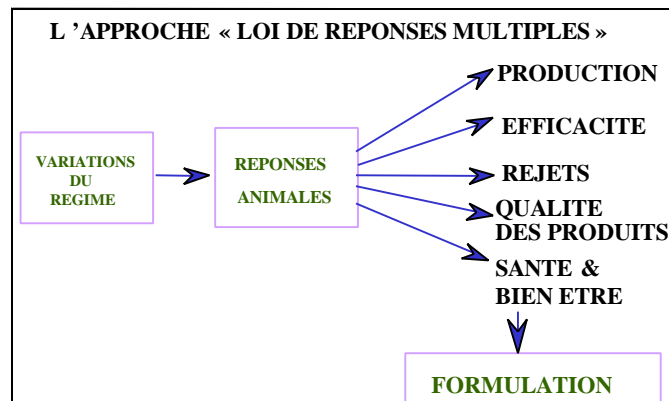 L 'APPROCHE « LOI DE REPONSES MULTIPLES »
PRODUCTION
EFFICACITE
VARIATIONS
DU
REGIME
REPONSES
ANIMALES
REJETS
QUALITE
DES PRODUITS
SANTE &
BIEN ETRE
FORMULATION